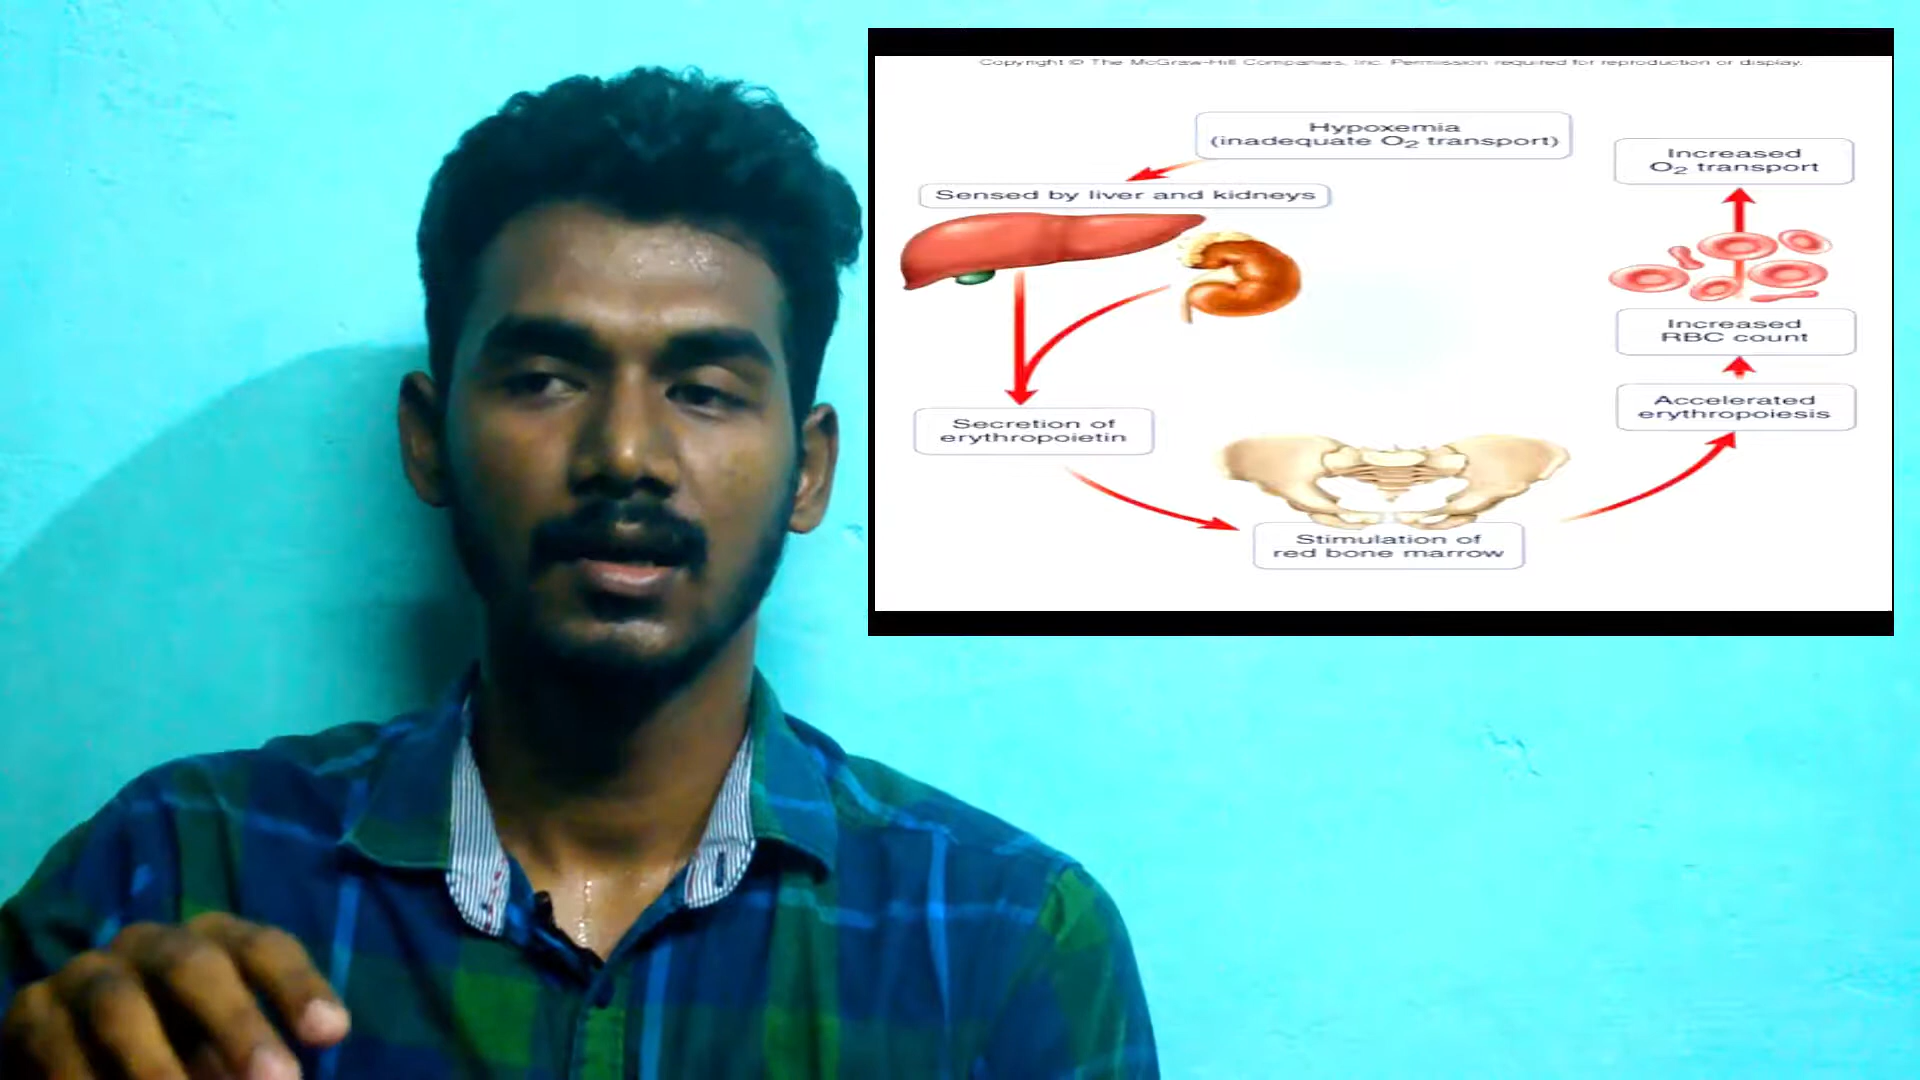 Copyright © The McGraw-Hill Companies, Inc. Permission required for reproduction or display.
Hypoxemia
(inadequate O₂ transport)
Sensed by liver and kidneys
Secretion of
erythropoietin
Stimulation of
red bone marrow
Accelerated
erythropoiesis
Increased
RBC count
Increased
O₂ transport